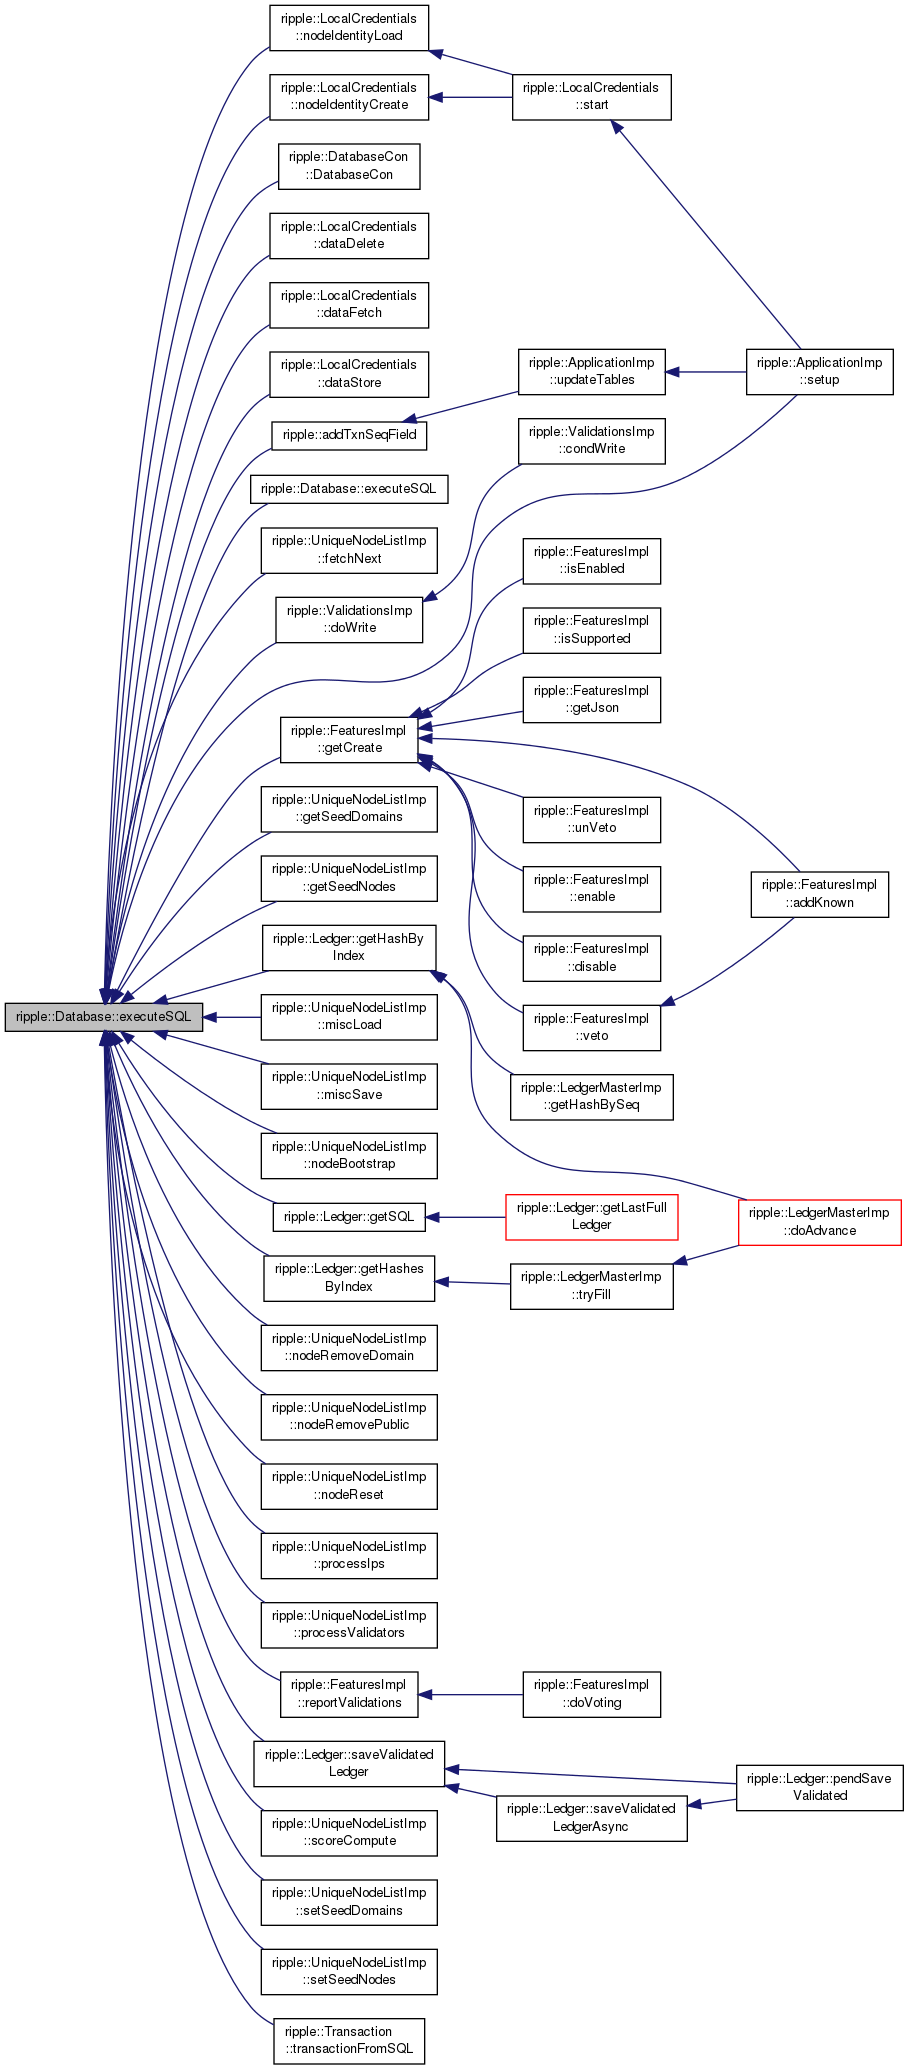 ripple::LocalCredentials
::nodeIdentityLoad
ripple::LocalCredentials
::nodeIdentityCreate
ripple::LocalCredentials
::start
ripple::DatabaseCon
::DatabaseCon
ripple::LocalCredentials
::dataDelete
ripple::LocalCredentials
::dataFetch
ripple::LocalCredentials
::dataStore
ripple::ApplicationImp
::updateTables
ripple::ApplicationImp
::setup
ripple::addTxnSeqField
ripple::ValidationsImp
::condWrite
ripple::Database::executeSQL
ripple::UniqueNodeListImp
::fetchNext
ripple::FeaturesImpl
::isEnabled
ripple::ValidationsImp
::doWrite
ripple::FeaturesImpl
::isSupported
ripple::FeaturesImpl
::getJson
ripple::FeaturesImpl
::getCreate
ripple::UniqueNodeListImp
::getSeedDomains
ripple::FeaturesImpl
::unVeto
ripple::UniqueNodeListImp
::getSeedNodes
ripple::FeaturesImpl
::enable
ripple::FeaturesImpl
::addKnown
ripple::Ledger::getHashBy
Index
ripple::FeaturesImpl
::disable
ripple::Database::executeSQL
ripple::UniqueNodeListImp
::miscLoad
ripple::FeaturesImpl
::veto
ripple::UniqueNodeListImp
::miscSave
ripple::LedgerMasterImp
::getHashBySeq
ripple::UniqueNodeListImp
::nodeBootstrap
ripple::Ledger::getSQL
ripple::Ledger::getLastFull
Ledger
ripple::LedgerMasterImp
::doAdvance
ripple::Ledger::getHashes
ByIndex
ripple::LedgerMasterImp
::tryFill
ripple::UniqueNodeListImp
::nodeRemoveDomain
ripple::UniqueNodeListImp
::nodeRemovePublic
ripple::UniqueNodeListImp
::nodeReset
ripple::UniqueNodeListImp
::processIps
ripple::UniqueNodeListImp
::processValidators
ripple::FeaturesImpl
::reportValidations
ripple::FeaturesImpl
::doVoting
ripple::Ledger::saveValidated
Ledger
ripple::Ledger::pendSave
Validated
ripple::Ledger::saveValidated
LedgerAsync
ripple::UniqueNodeListImp
::scoreCompute
ripple::UniqueNodeListImp
::setSeedDomains
ripple::UniqueNodeListImp
::setSeedNodes
ripple::Transaction
::transactionFromSQL